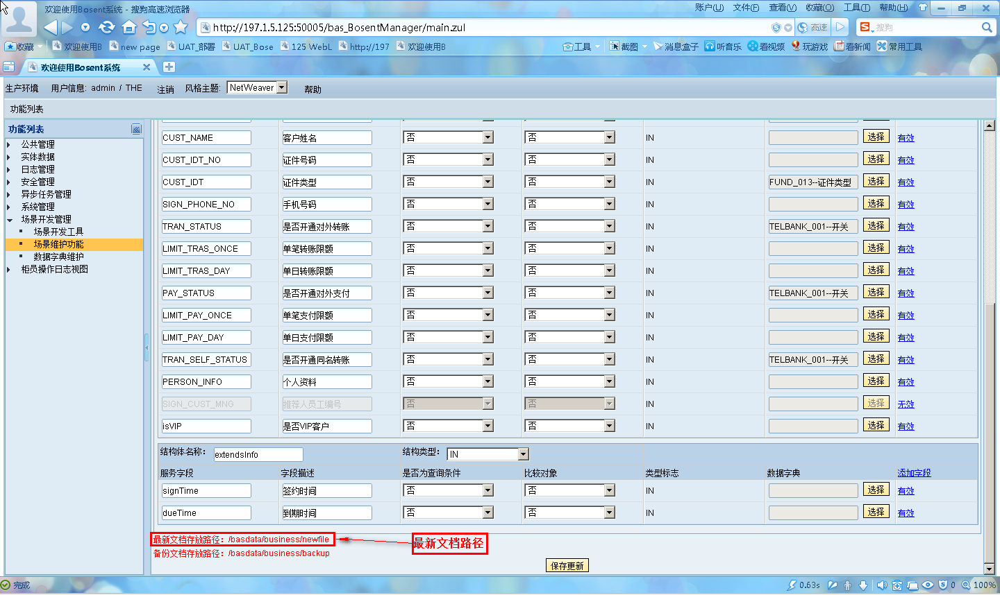 欢迎使用Bosent系统 - 搜狗高速浏览器
账户(U) 文件(F) 查看(V) 收藏(O) 工具(T) 帮助(H)
http://197.1.5.125:50005/bas_BosentManager/main.zul
高速
搜狗
收藏 欢迎使用B new page UAT_部署 UAT_Bose 125 WebL http://197 欢迎使用B
工具 截图 消息盒子 听音乐 看视频 玩游戏 看新闻 常用工具
欢迎使用Bosent系统
生产环境 用户信息: admin / THE 注销 风格主题: NetWeaver 帮助
功能列表
功能列表
公共管理
实体数据
日志管理
安全管理
异步任务管理
系统管理
场景开发管理
场景开发工具
场景维护功能
数据字典维护
柜员操作日志视图
CUST_NAME 客户姓名 否 否 IN 选择 有效
CUST_IDT_NO 证件号码 否 否 IN 选择 有效
CUST_IDT 证件类型 否 否 IN FUND_013--证件类型 选择 有效
SIGN_PHONE_NO 手机号码 否 否 IN 选择 有效
TRAN_STATUS 是否开通对外转账 否 否 IN TELBANK_001--开关 选择 有效
LIMIT_TRAS_ONCE 单笔转账限额 否 否 IN 选择 有效
LIMIT_TRAS_DAY 单日转账限额 否 否 IN 选择 有效
PAY_STATUS 是否开通对外支付 否 否 IN TELBANK_001--开关 选择 有效
LIMIT_PAY_ONCE 单笔支付限额 否 否 IN 选择 有效
LIMIT_PAY_DAY 单日支付限额 否 否 IN 选择 有效
TRAN_SELF_STATUS 是否开通同名转账 否 否 IN TELBANK_001--开关 选择 有效
PERSON_INFO 个人资料 否 否 IN 选择 有效
SIGN_CUST_MNG 推荐人员工编号 否 否 IN 选择 无效
isVIP 是否VIP客户 否 否 IN 选择 有效
结构体名称: extendsInfo 结构类型: IN
服务字段 字段描述 是否为查询条件 比较对象 类型标志 数据字典 添加字段
signTime 签约时间 否 否 IN 选择 有效
dueTime 到期时间 否 否 IN 选择 有效
最新文档存放路径: /basdata/business/newfile
最新文档路径
备份文档存放路径: /basdata/business/backup
保存更新
完成
0.63s 0 100%